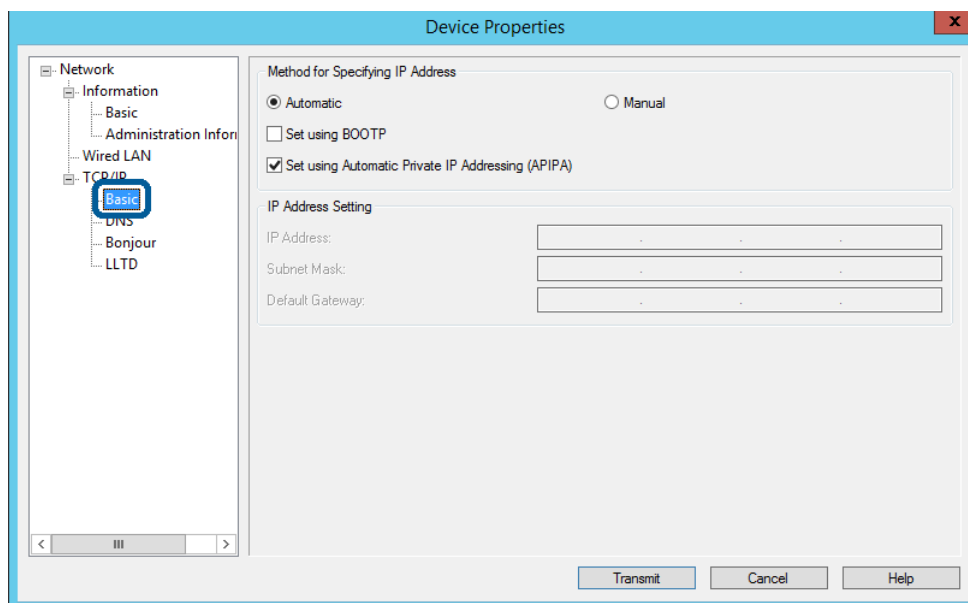 Device Properties
x
Network
Information
Basic
Administration Infor
Wired LAN
TCP/IP
Basic
DNS
Bonjour
LLTD
Method for Specifying IP Address
Automatic
Manual
Set using BOOTP
Set using Automatic Private IP Addressing (APIPA)
IP Address Setting
IP Address:
Subnet Mask:
Default Gateway:
Transmit
Cancel
Help